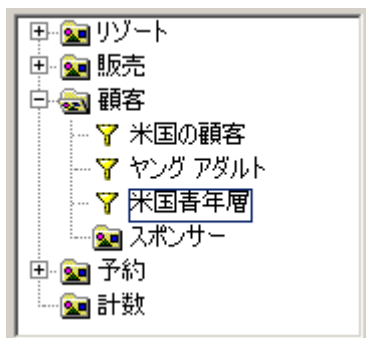 リゾート
販売
顧客
米国の顧客
ヤング アダルト
米国青年層
スポンサー
予約
計数